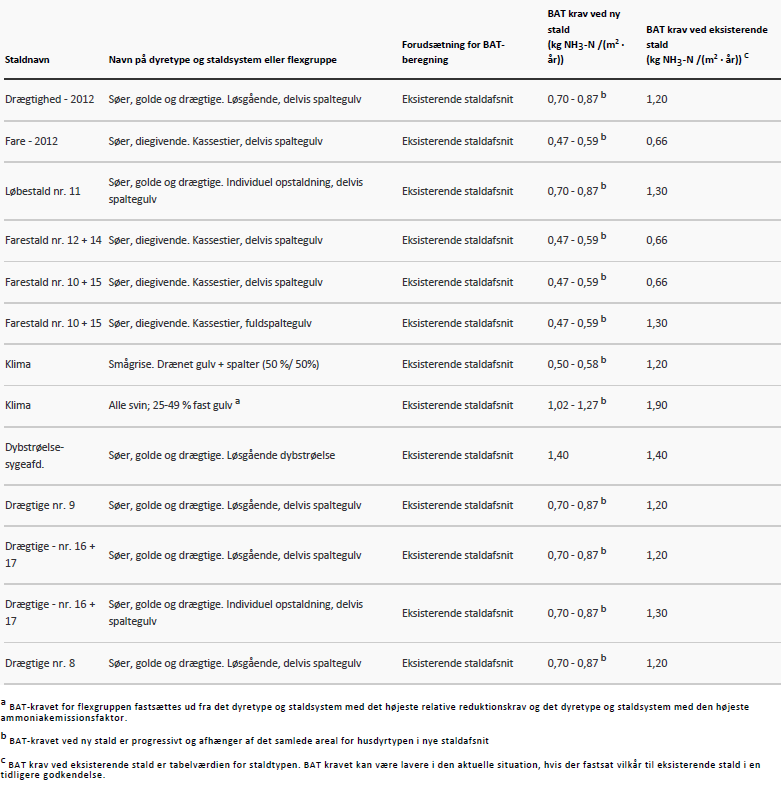 Staldnavn Navn på dyretype og staldsystem eller flexgruppe Forudsætning for BAT-beregning BAT krav ved ny stald (kg NH3-N /(m² · år)) BAT krav ved eksisterende stald (kg NH3-N /(m² · år)) c
Drægtighed - 2012 Søer, golde og drægtige. Løsgående, delvis spaltegulv Eksisterende staldafsnit 0,70 - 0,87 b 1,20
Fare - 2012 Søer, diegivende. Kassestier, delvis spaltegulv Eksisterende staldafsnit 0,47 - 0,59 b 0,66
Løbestald nr. 11 Søer, golde og drægtige. Individuel opstaldning, delvis spaltegulv Eksisterende staldafsnit 0,70 - 0,87 b 1,30
Farestald nr. 12 + 14 Søer, diegivende. Kassestier, delvis spaltegulv Eksisterende staldafsnit 0,47 - 0,59 b 0,66
Farestald nr. 10 + 15 Søer, diegivende. Kassestier, delvis spaltegulv Eksisterende staldafsnit 0,47 - 0,59 b 0,66
Farestald nr. 10 + 15 Søer, diegivende. Kassestier, fuldspaltegulv Eksisterende staldafsnit 0,47 - 0,59 b 1,30
Klima Smågrise. Drænet gulv + spalter (50 %/ 50%) Eksisterende staldafsnit 0,50 - 0,58 b 1,20
Klima Alle svin; 25-49 % fast gulv a Eksisterende staldafsnit 1,02 - 1,27 b 1,90
Dybstrøelse-sygeafd. Søer, golde og drægtige. Løsgående dybstrøelse Eksisterende staldafsnit 1,40 1,40
Drægtige nr. 9 Søer, golde og drægtige. Løsgående, delvis spaltegulv Eksisterende staldafsnit 0,70 - 0,87 b 1,20
Drægtige - nr. 16 + 17 Søer, golde og drægtige. Løsgående, delvis spaltegulv Eksisterende staldafsnit 0,70 - 0,87 b 1,20
Drægtige - nr. 16 + 17 Søer, golde og drægtige. Individuel opstaldning, delvis spaltegulv Eksisterende staldafsnit 0,70 - 0,87 b 1,30
Drægtige nr. 8 Søer, golde og drægtige. Løsgående, delvis spaltegulv Eksisterende staldafsnit 0,70 - 0,87 b 1,20
a BAT-kravet for flexgruppen fastsættes ud fra det dyretype og staldsystem med det højeste relative reduktionskrav og det dyretype og staldsystem med den højeste
ammoniakemissionsfaktor.
b BAT-kravet ved ny stald er progressivt og afhænger af det samlede areal for husdyrtypen i nye staldafsnit
c BAT krav ved eksisterende stald er tabelværdien for staldtypen. BAT kravet kan være lavere i den aktuelle situation, hvis der fastsat vilkår til eksisterende stald i en
tidligere godkendelse.